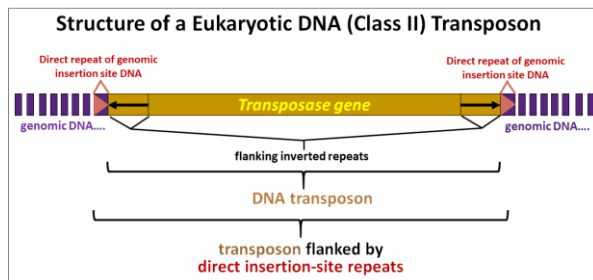 Structure of a Eukaryotic DNA (Class II) Transposon
Direct repeat of genomic
insertion site DNA
Direct repeat of genomic
insertion site DNA
Transposase gene
genomic DNA....
genomic DNA....
flanking inverted repeats
DNA transposon
transposon flanked by
direct insertion-site repeats